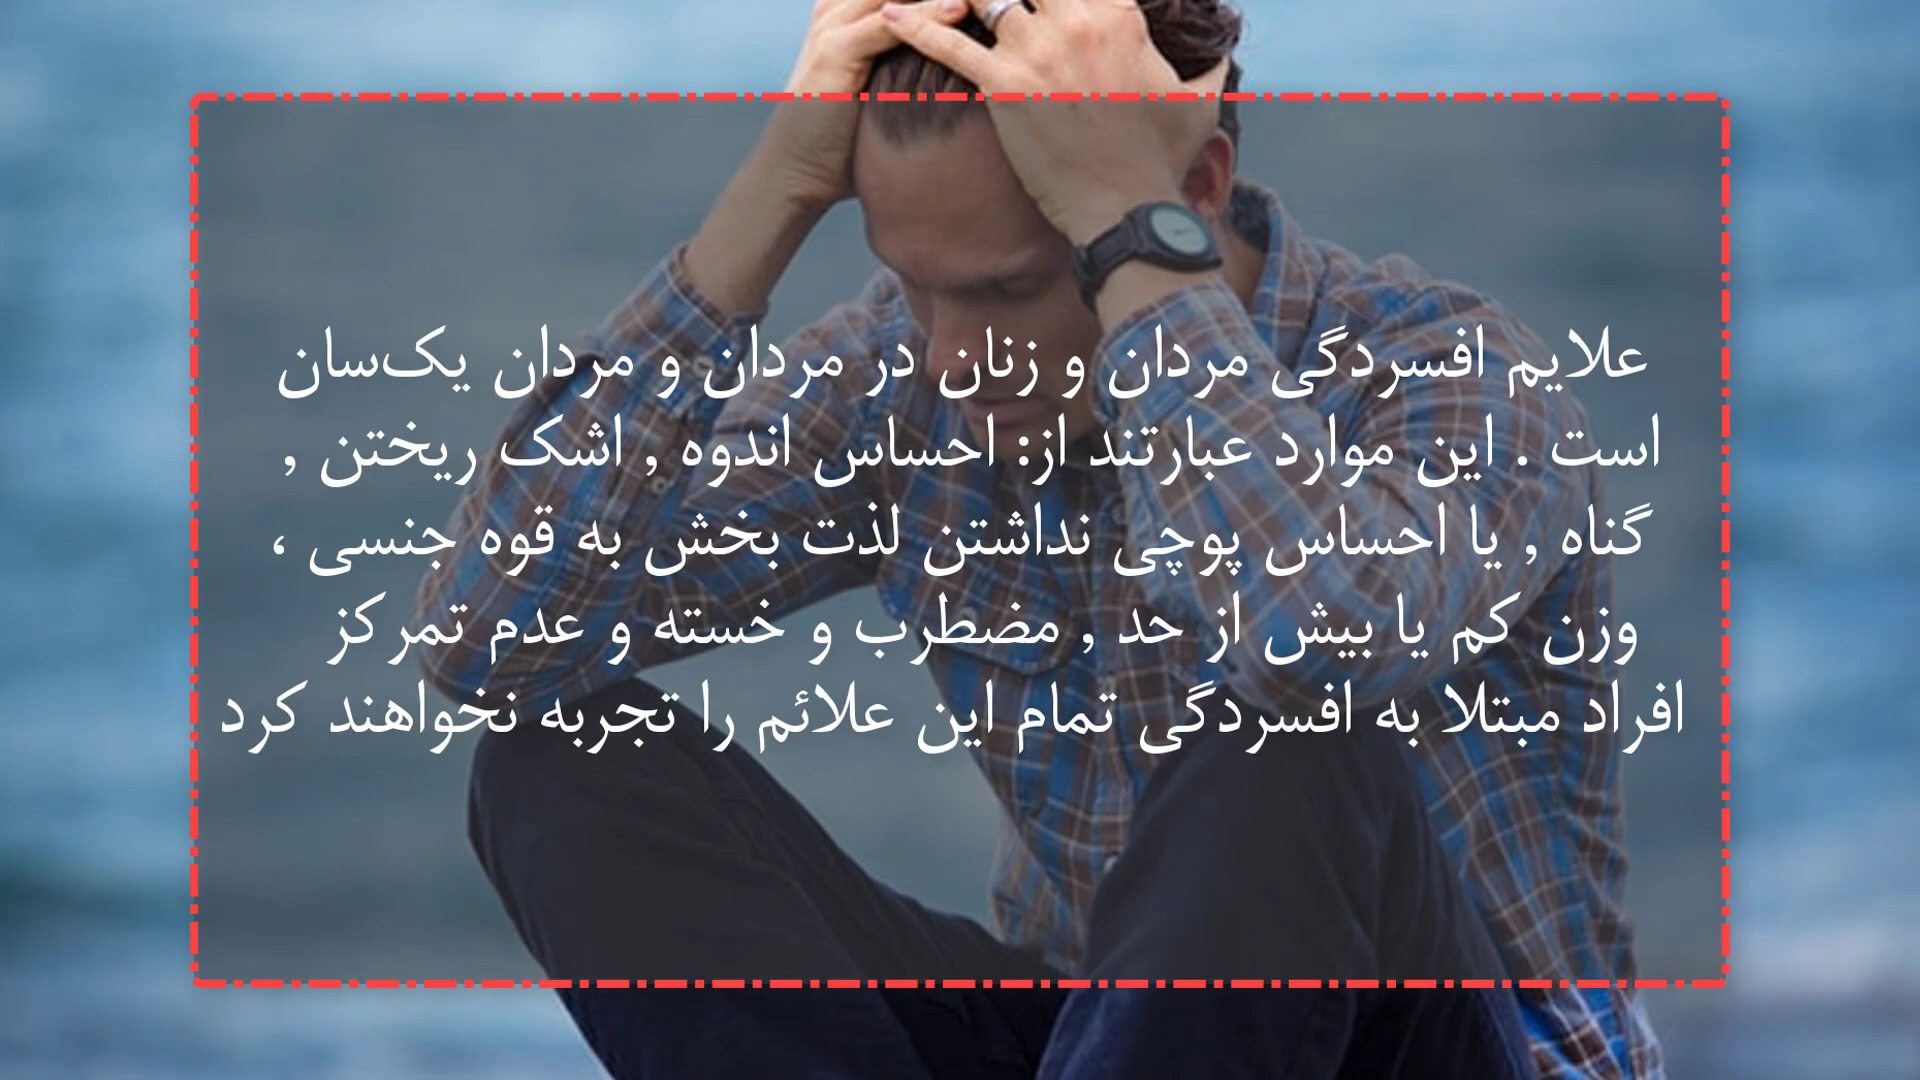 علایم افسردگی مردان و زنان در مردان و مردان یک‌سان
است . این موارد عبارتند از: احساس اندوه , اشک ریختن ,
گناه , یا احساس پوچی نداشتن لذت بخش به قوه جنسی ،
وزن کم یا بیش از حد , مضطرب و خسته و عدم تمرکز
افراد مبتلا به افسردگی تمام این علائم را تجربه نخواهند کرد